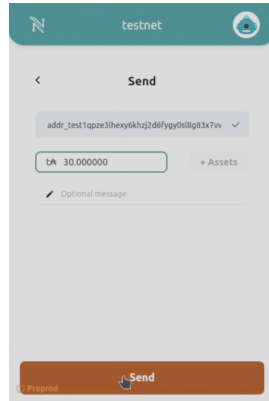 testnet
Send
addr_test1qpze3lhexy6khzj2d6fygy0sl8g83x7v
t₳ 30.000000
+ Assets
Optional message
Send
Preprod